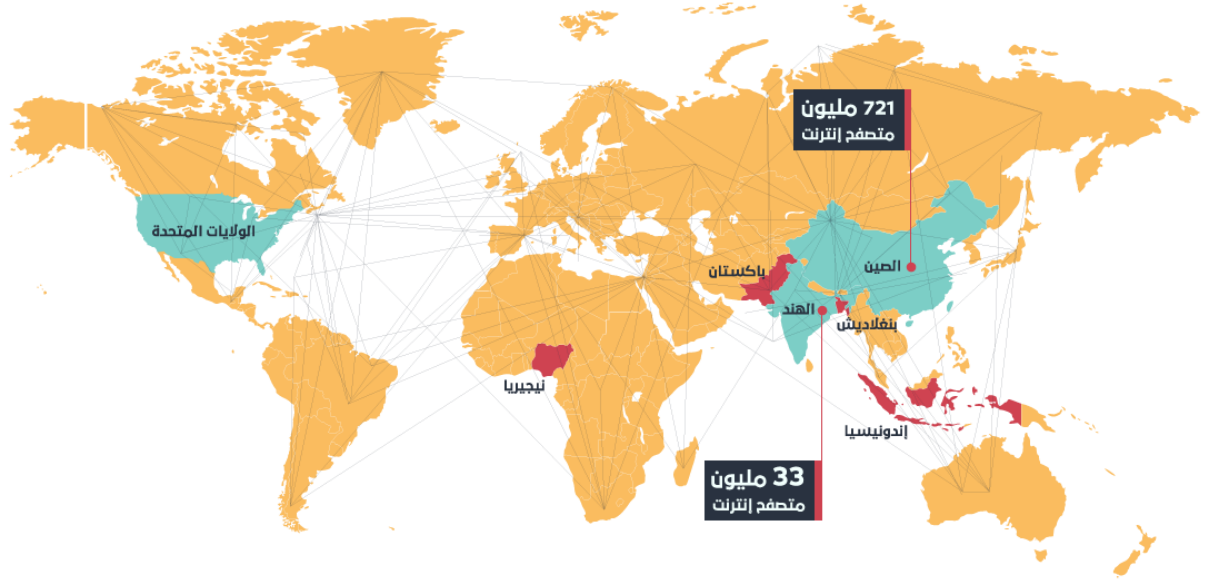 721 مليون
متصفح إنترنت
الولايات المتحدة
الصين
باكستان
الهند
بنغلاديش
نيجيريا
إندونيسيا
33 مليون
متصفح إنترنت